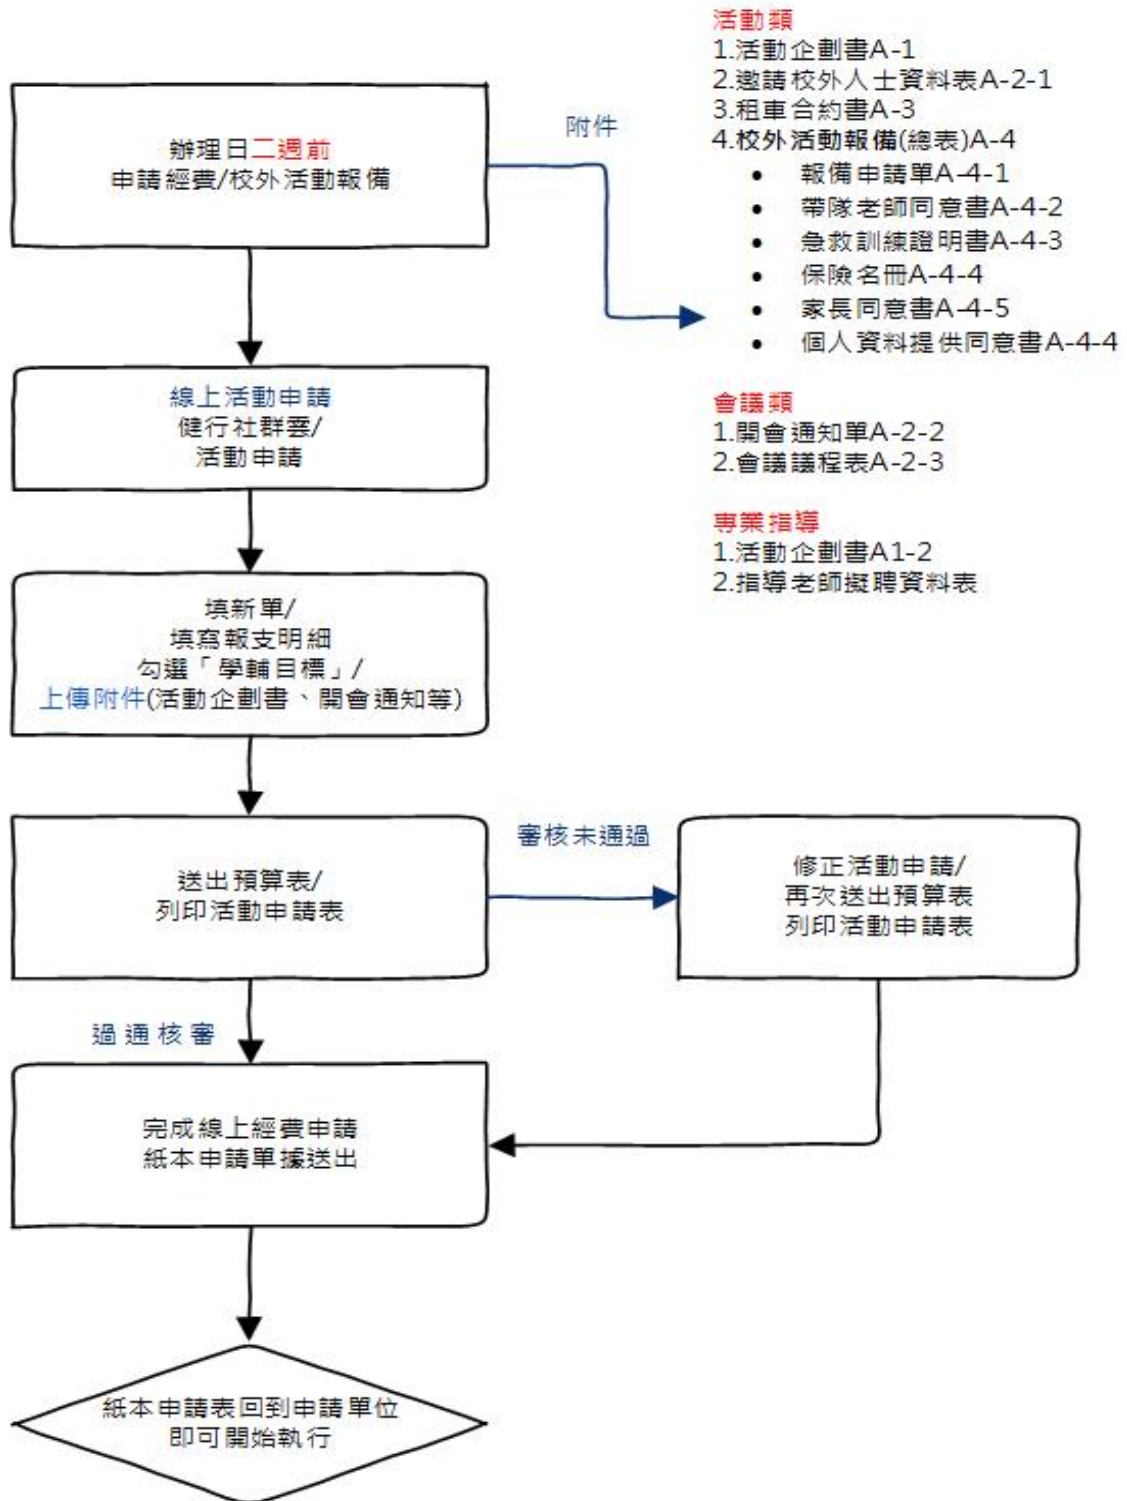 辦理日二週前
申請經費/校外活動報備
附件
活動類
1.活動企劃書A-1
2.邀請校外人士資料表A-2-1
3.租車合約書A-3
4.校外活動報備(總表)A-4
• 報備申請單A-4-1
• 帶隊老師同意書A-4-2
• 急救訓練證明書A-4-3
• 保險名冊A-4-4
• 家長同意書A-4-5
• 個人資料提供同意書A-4-4
會議類
1.開會通知單A-2-2
2.會議議程表A-2-3
專業指導
1.活動企劃書A1-2
2.指導老師擬聘資料表
線上活動申請
健行社群雲/
活動申請
填新單/
填寫報支明細
勾選「學輔目標」/
上傳附件(活動企劃書、開會通知等)
送出預算表/
列印活動申請表
審核未通過
修正活動申請/
再次送出預算表
列印活動申請表
過通核審
完成線上經費申請
紙本申請單據送出
紙本申請表回到申請單位
即可開始執行